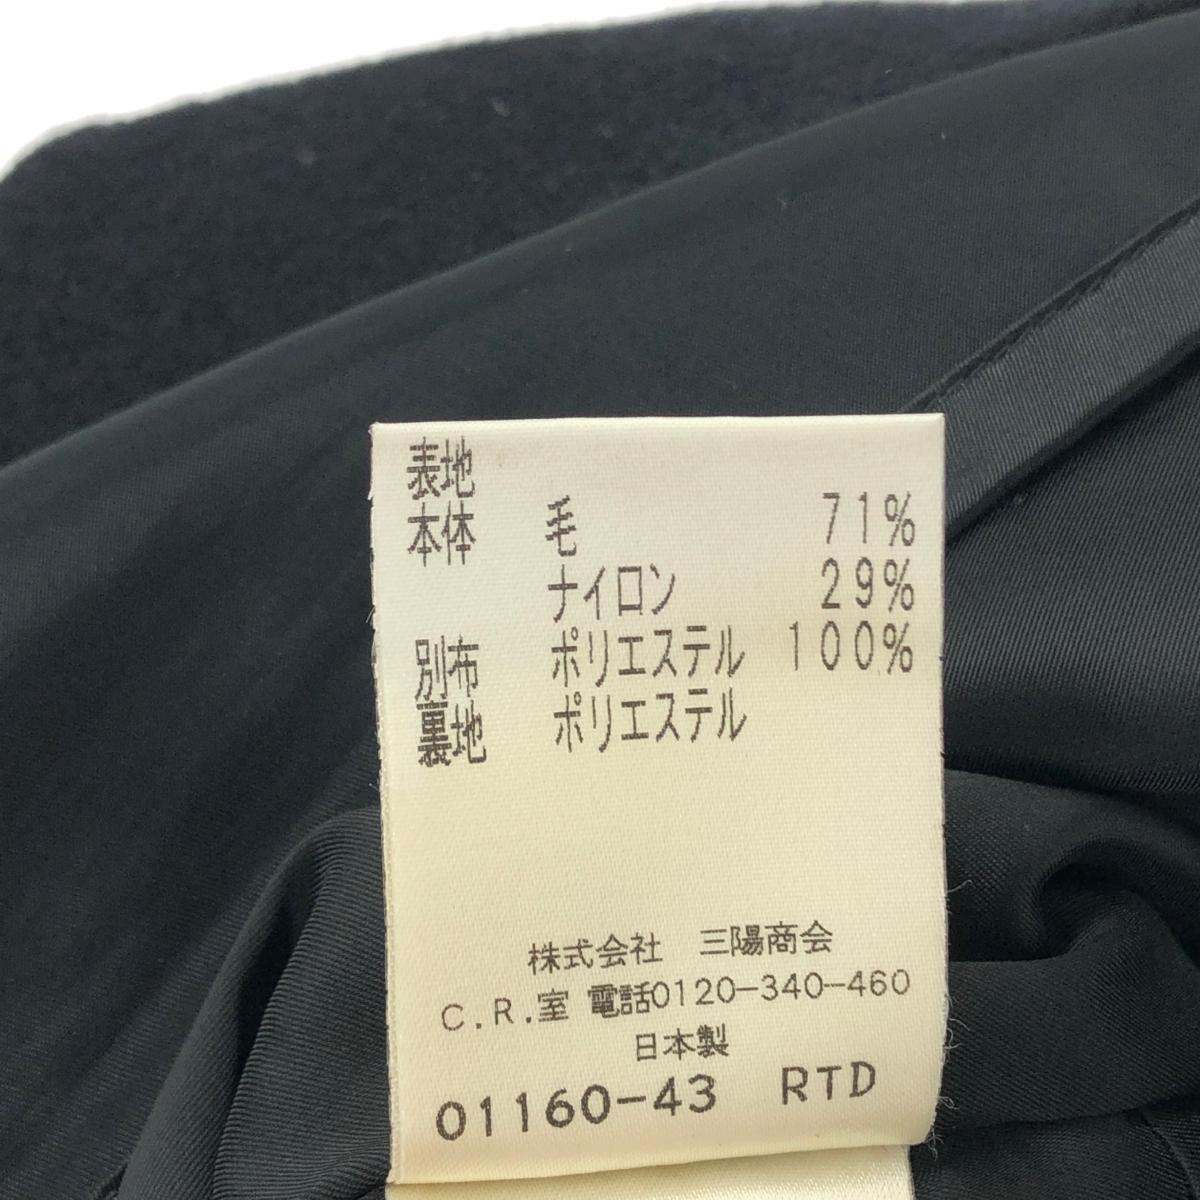 表地
本体 毛 71%
ナイロン 29%
別布 ポリエステル 100%
裏地 ポリエステル
株式会社 三陽商会
C.R.室 電話0120-340-460
日本製
01160-43 RTD